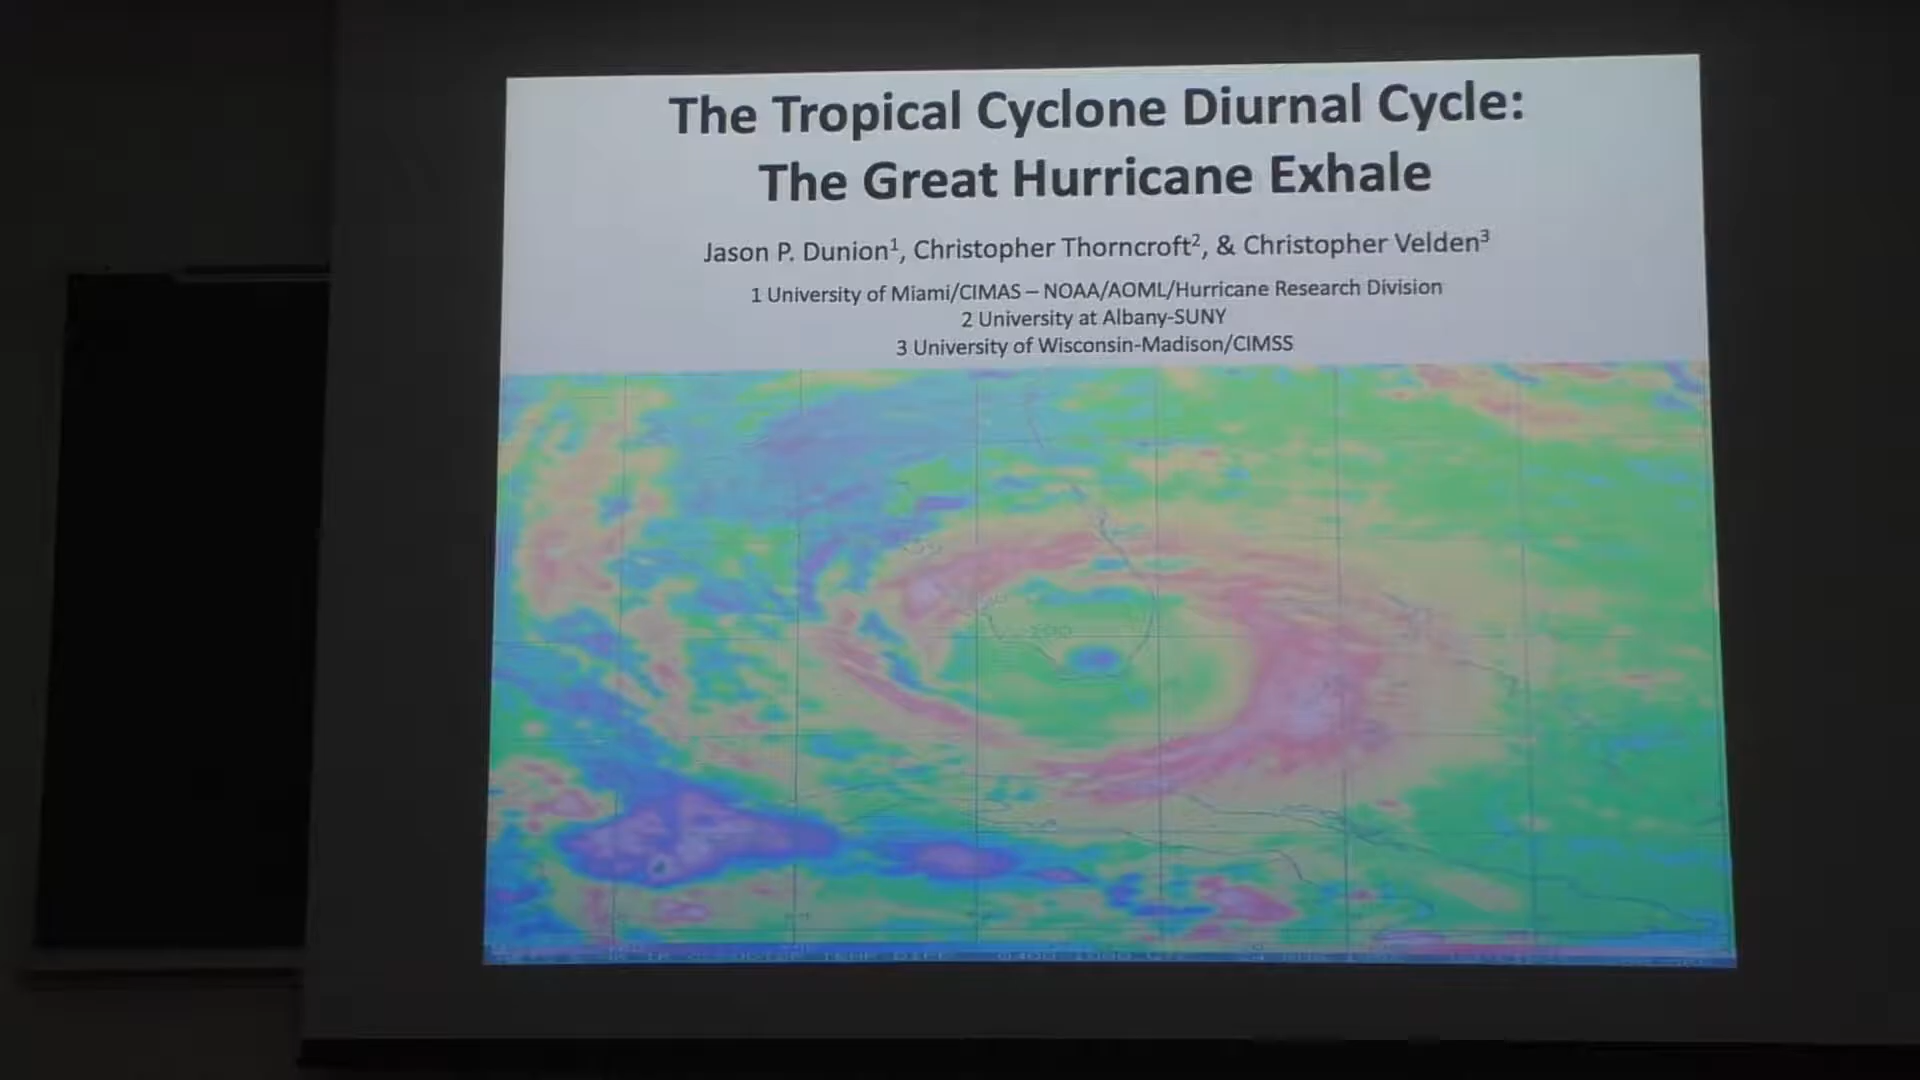 The Tropical Cyclone Diurnal Cycle:
The Great Hurricane Exhale
Jason P. Dunion¹, Christopher Thorncroft², & Christopher Velden³
1 University of Miami/CIMAS – NOAA/AOML/Hurricane Research Division
2 University at Albany-SUNY
3 University of Wisconsin-Madison/CIMSS